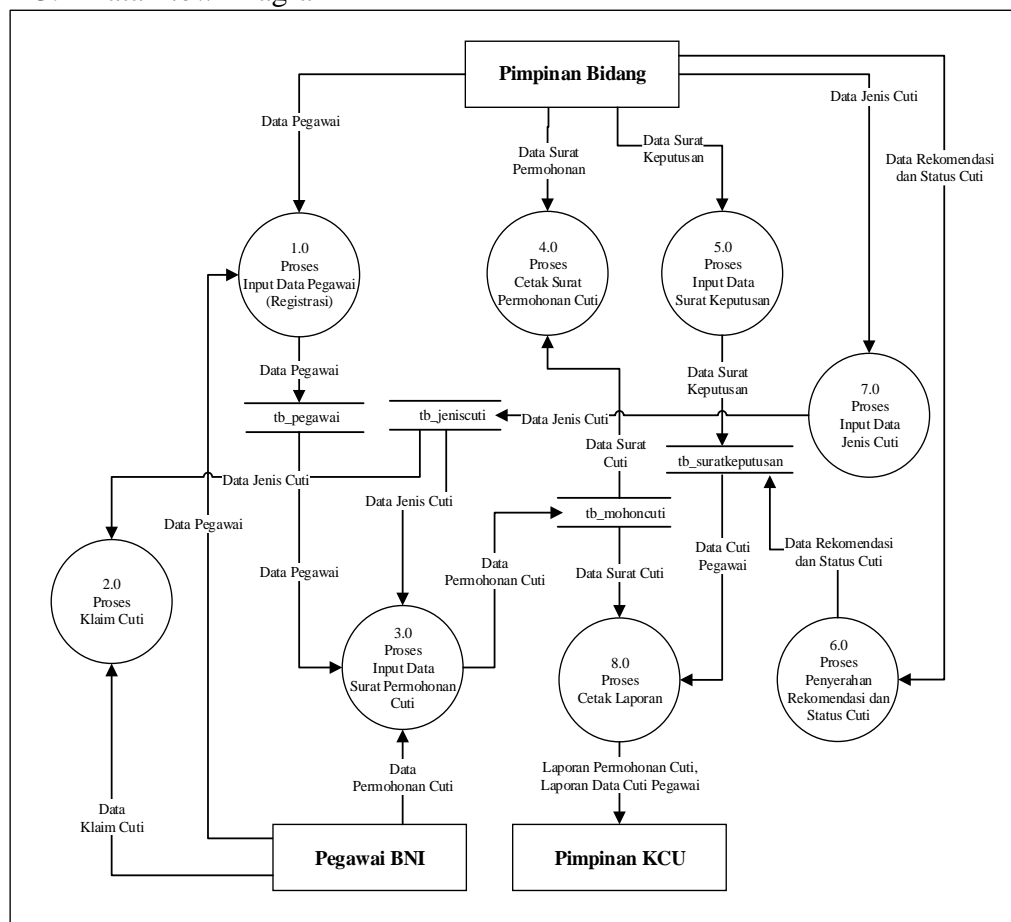 Pimpinan Bidang
Data Jenis Cuti
Data Pegawai
Data Surat
Permohonan
Data Surat
Keputusan
Data Rekomendasi
dan Status Cuti
1.0
Proses
Input Data Pegawai
(Registrasi)
4.0
Proses
Cetak Surat
Permohonan Cuti
5.0
Proses
Input Data
Surat Keputusan
Data Pegawai
Data Surat
Keputusan
7.0
Proses
Input Data
Jenis Cuti
tb_pegawai
tb_jeniscuti
Data Jenis Cuti
Data Surat
Cuti
tb_suratkeputusan
Data Jenis Cuti
Data Jenis Cuti
Data Pegawai
tb_mohoncuti
Data Pegawai
Data
Permohonan Cuti
Data Surat Cuti
Data Cuti
Pegawai
Data Rekomendasi
dan Status Cuti
2.0
Proses
Klaim Cuti
3.0
Proses
Input Data
Surat Permohonan
Cuti
8.0
Proses
Cetak Laporan
6.0
Proses
Penyerahan
Rekomendasi dan
Status Cuti
Data
Permohonan Cuti
Laporan Permohonan Cuti,
Laporan Data Cuti Pegawai
Data
Klaim Cuti
Pegawai BNI
Pimpinan KCU